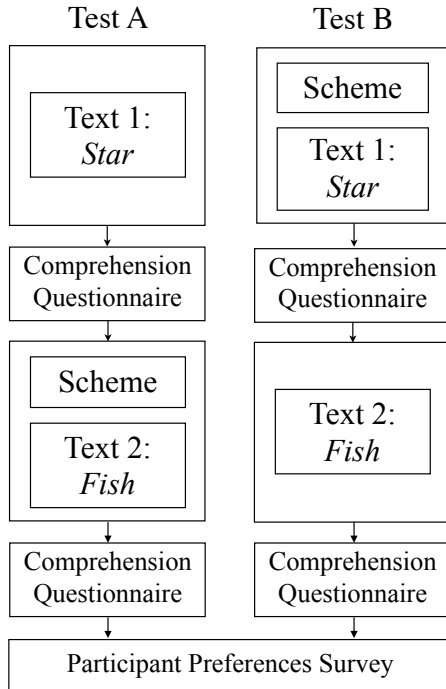 Test A
Text 1:
Star
Comprehension
Questionnaire
Scheme
Text 2:
Fish
Comprehension
Questionnaire
Test B
Scheme
Text 1:
Star
Comprehension
Questionnaire
Text 2:
Fish
Comprehension
Questionnaire
Participant Preferences Survey